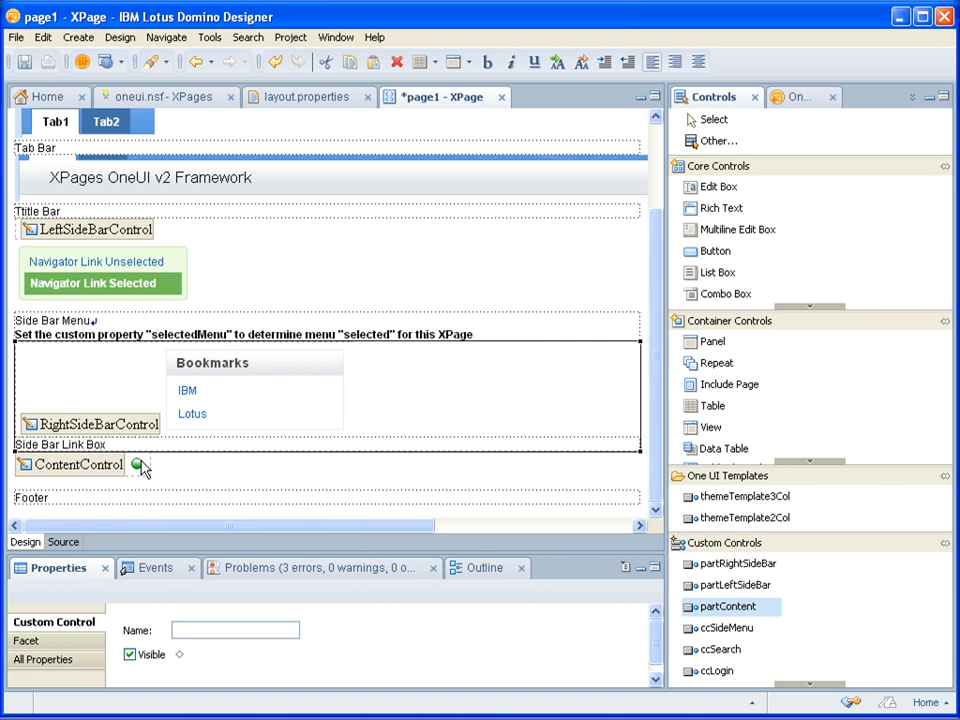 page1 - XPage - IBM Lotus Domino Designer
File Edit Create Design Navigate Tools Search Project Window Help
Home oneui.nsf - XPages layout.properties *page1 - XPage
Tab1 Tab2
Tab Bar
XPages OneUI v2 Framework
Ttitle Bar
LeftSideBarControl
Navigator Link Unselected
Navigator Link Selected
Side Bar Menu
Set the custom property "selectedMenu" to determine menu "selected" for this XPage
Bookmarks
IBM
Lotus
RightSideBarControl
Side Bar Link Box
ContentControl
Footer
Design Source
Properties Events Problems (3 errors, 0 warnings, 0 o... Outline
Custom Control
Facet
All Properties
Name:
Visible
Controls On...
Select
Other...
Core Controls
Edit Box
Rich Text
Multiline Edit Box
Button
List Box
Combo Box
Container Controls
Panel
Repeat
Include Page
Table
View
Data Table
One UI Templates
themeTemplate3Col
themeTemplate2Col
Custom Controls
partRightSideBar
partLeftSideBar
partContent
ccSideMenu
ccSearch
ccLogin
Home